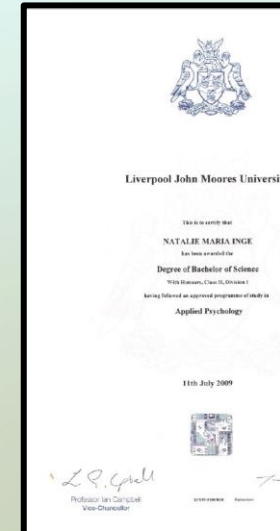 Liverpool John Moores Universi
This is to certify that
NATALIE MARIA INGE
has been awarded the
Degree of Bachelor of Science
With Honours, Class II, Division I
having followed an approved programme of study in
Applied Psychology
11th July 2009
Professor Ian Campbell
Vice-Chancellor